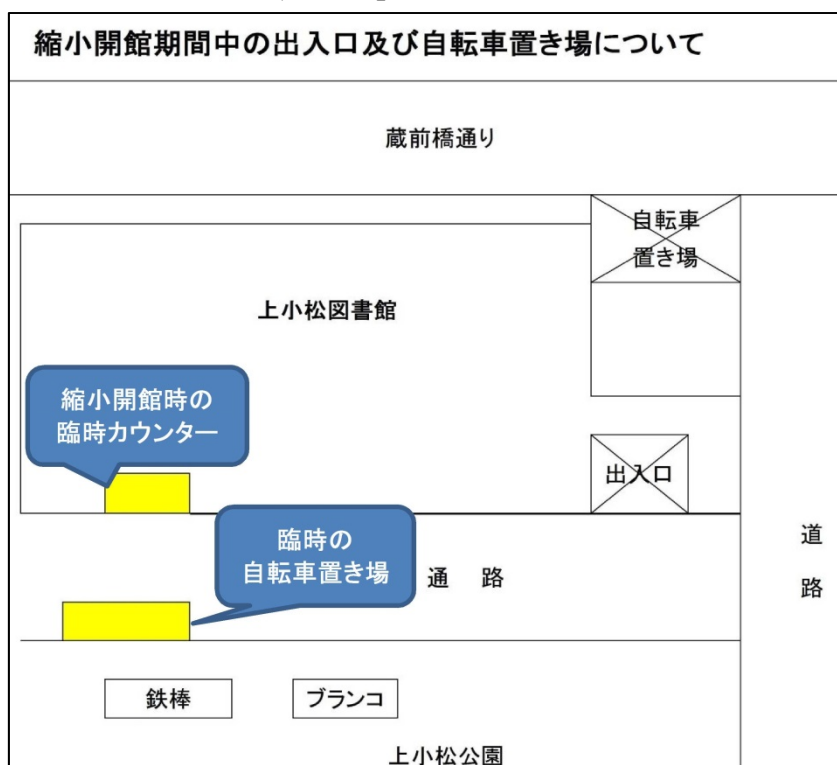 縮小開館期間中の出入口及び自転車置き場について
蔵前橋通り
自転車
置き場
上小松図書館
縮小開館時の
臨時カウンター
出入口
臨時の
自転車置き場
通 路
道
路
鉄棒
ブランコ
上小松公園